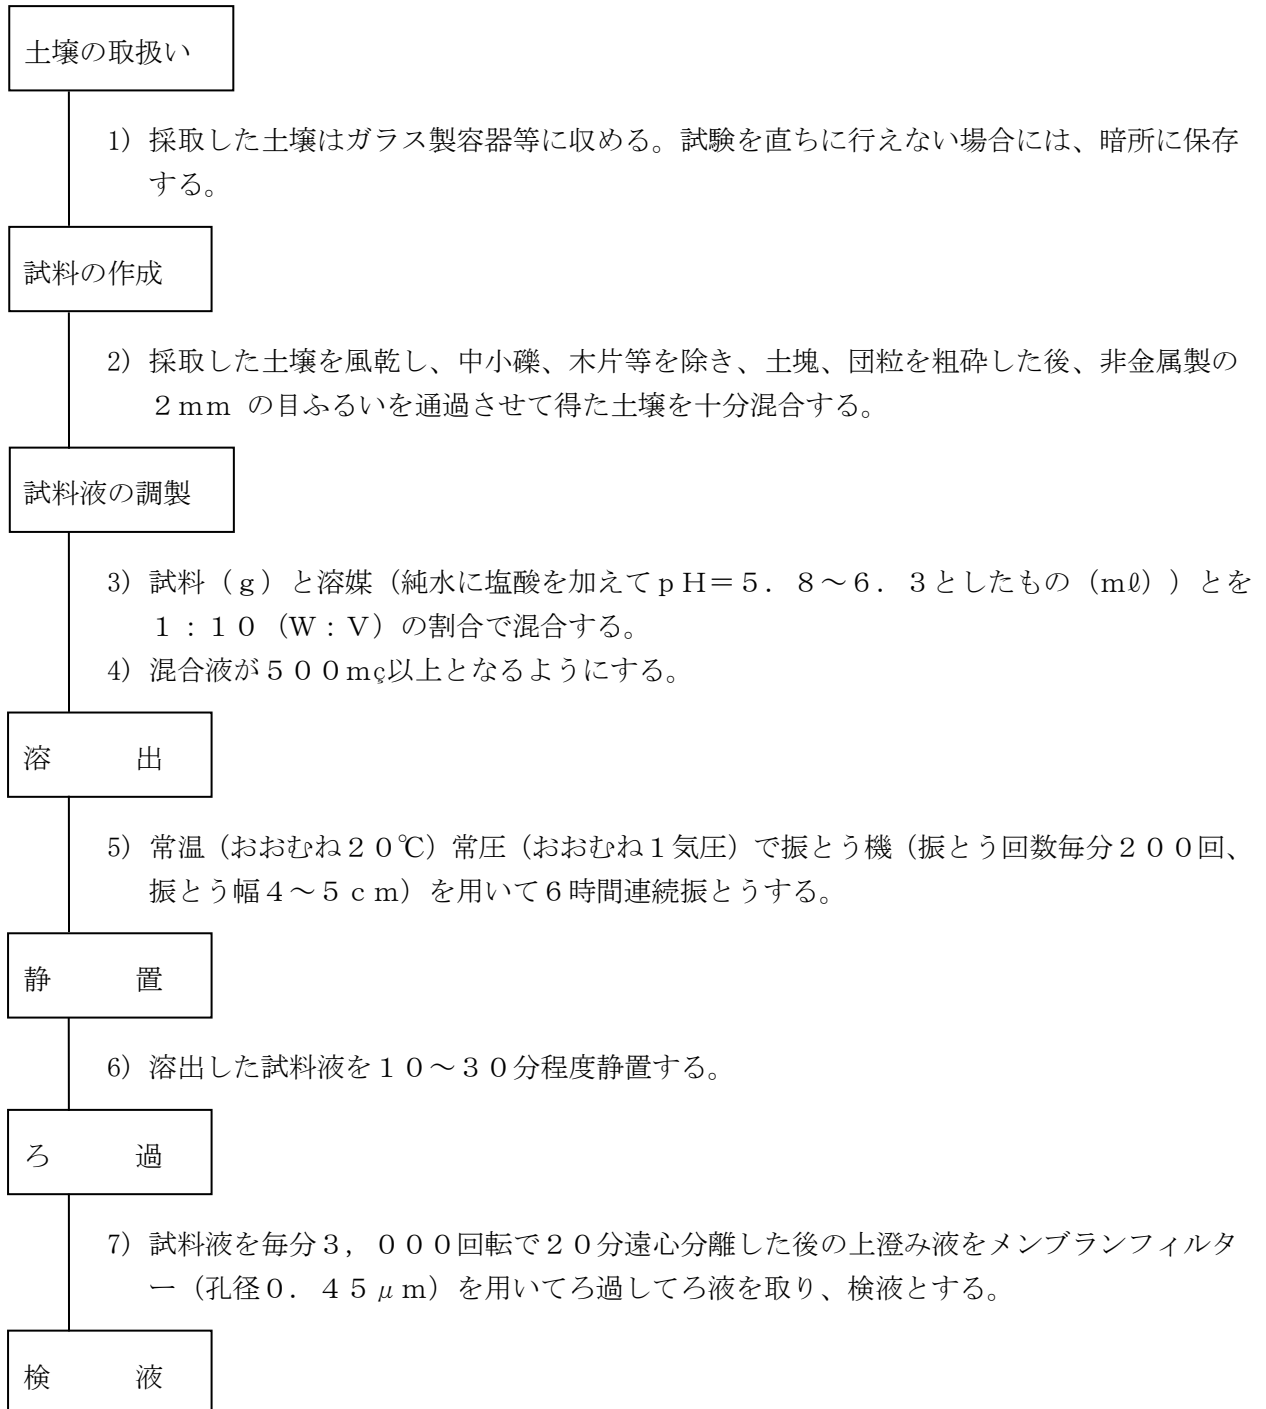 土壌の取扱い
1) 採取した土壌はガラス製容器等に収める。試験を直ちに行えない場合には、暗所に保存
する。
試料の作成
2) 採取した土壌を風乾し、中小礫、木片等を除き、土塊、団粒を粗砕した後、非金属製の
２mm の目ふるいを通過させて得た土壌を十分混合する。
試料液の調製
3) 試料（ｇ）と溶媒（純水に塩酸を加えてｐＨ＝５．８～６．３としたもの（mℓ））とを
１：１０（Ｗ：Ｖ）の割合で混合する。
4) 混合液が５００mç以上となるようにする。
溶　　　出
5) 常温（おおむね２０℃）常圧（おおむね１気圧）で振とう機（振とう回数毎分２００回、
振とう幅４～５ｃｍ）を用いて６時間連続振とうする。
静　　　置
6) 溶出した試料液を１０～３０分程度静置する。
ろ　　　過
7) 試料液を毎分３，０００回転で２０分遠心分離した後の上澄み液をメンブランフィルタ
ー（孔径０．４５μｍ）を用いてろ過してろ液を取り、検液とする。
検　　　液